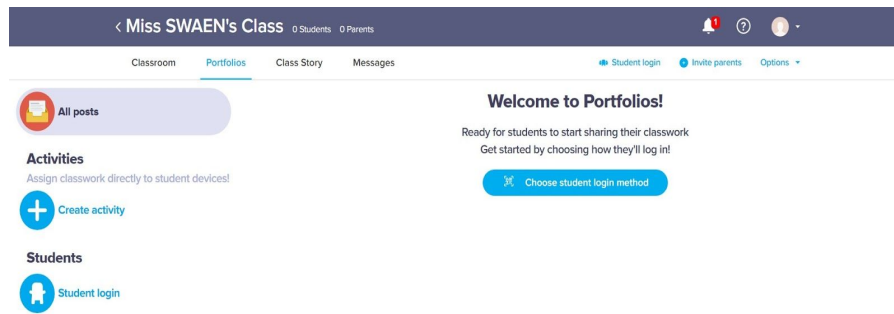 < Miss SWAEN's Class 0 Students 0 Parents 1 ?
Classroom Portfolios Class Story Messages Student login Invite parents Options
All posts
Welcome to Portfolios!
Ready for students to start sharing their classwork
Get started by choosing how they'll log in!
Activities
Assign classwork directly to student devices!
Choose student login method
Create activity
Students
Student login